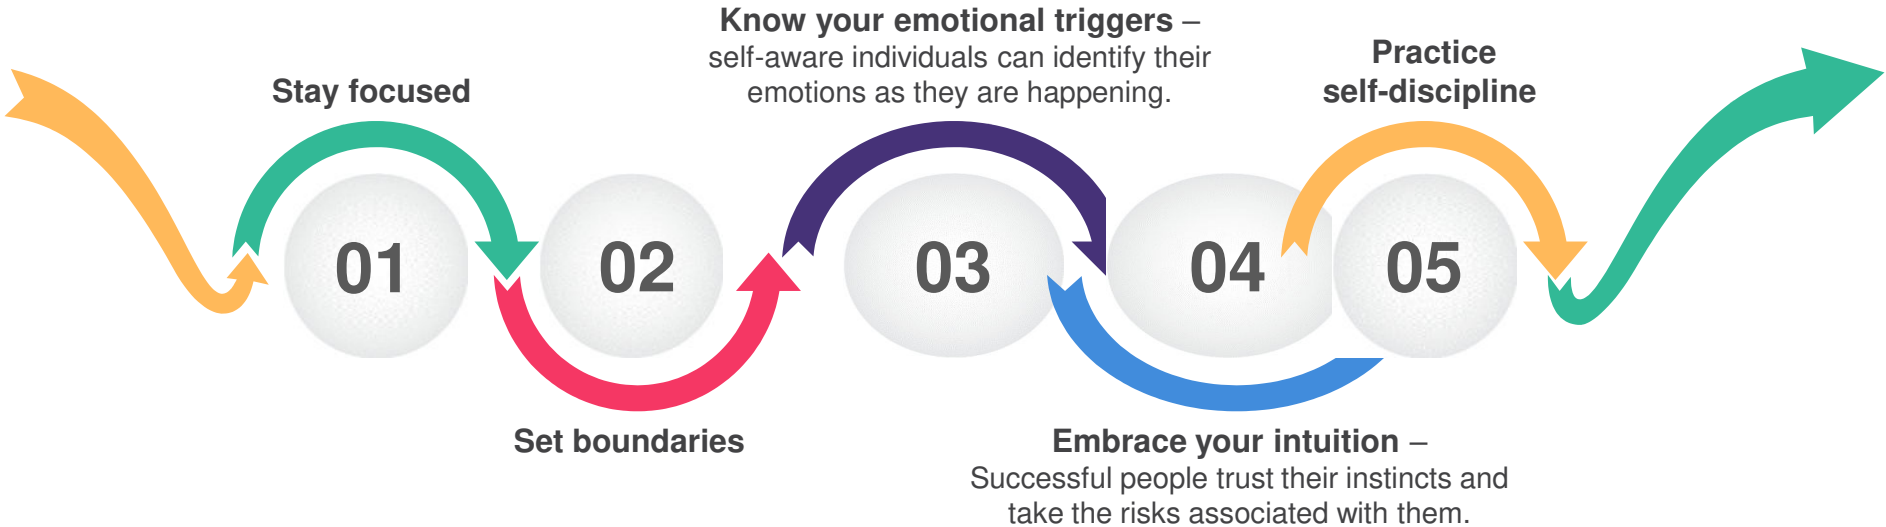 Know your emotional triggers –
self-aware individuals can identify their
emotions as they are happening.
Practice
self-discipline
Stay focused
01
02
03
04
05
Set boundaries
Embrace your intuition –
Successful people trust their instincts and
take the risks associated with them.